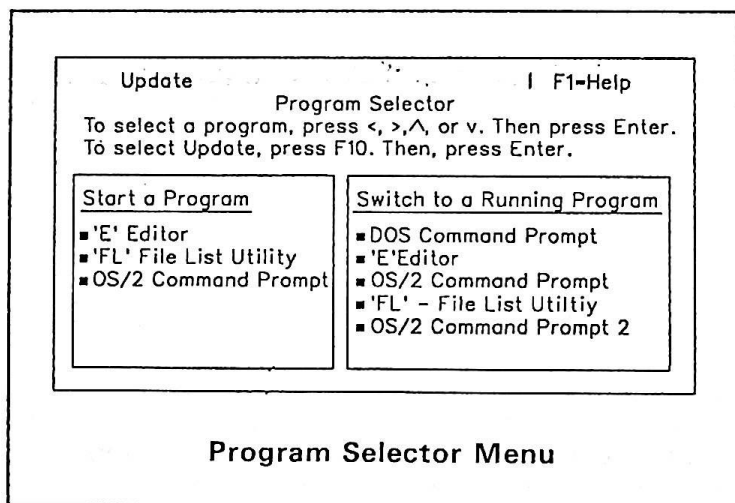 Update | F1-Help
Program Selector
To select a program, press <, >,Λ, or v. Then press Enter.
To select Update, press F10. Then, press Enter.
Start a Program
■'E' Editor
■'FL' File List Utility
■OS/2 Command Prompt
Switch to a Running Program
■DOS Command Prompt
■'E'Editor
■OS/2 Command Prompt
■'FL' - File List Utiltiy
■OS/2 Command Prompt 2
Program Selector Menu